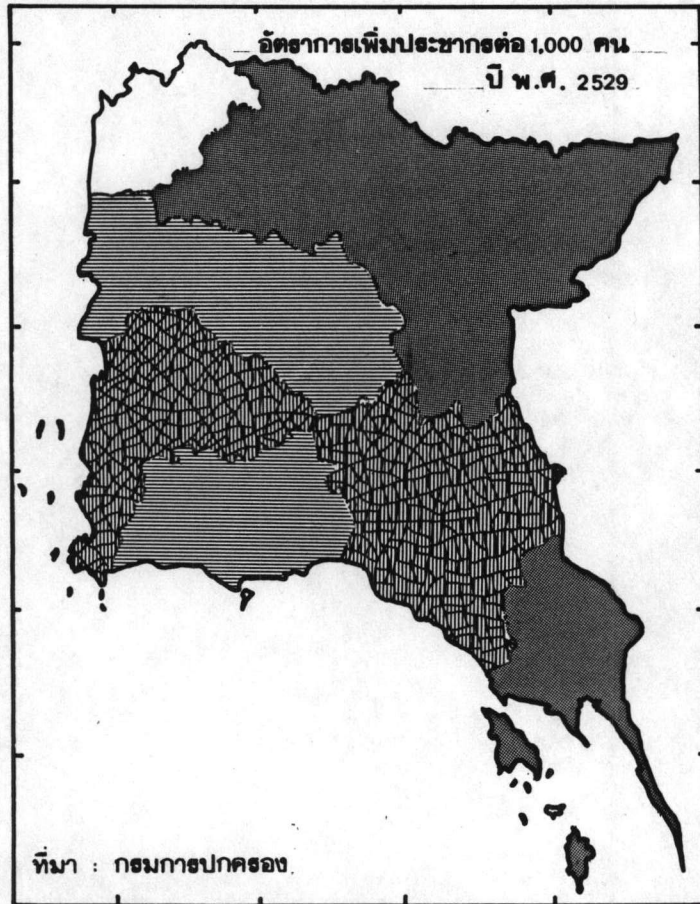 อัตราการเพิ่มประชากรต่อ 1,000 คน
ปี พ.ศ. 2529
ที่มา : กรมการปกครอง